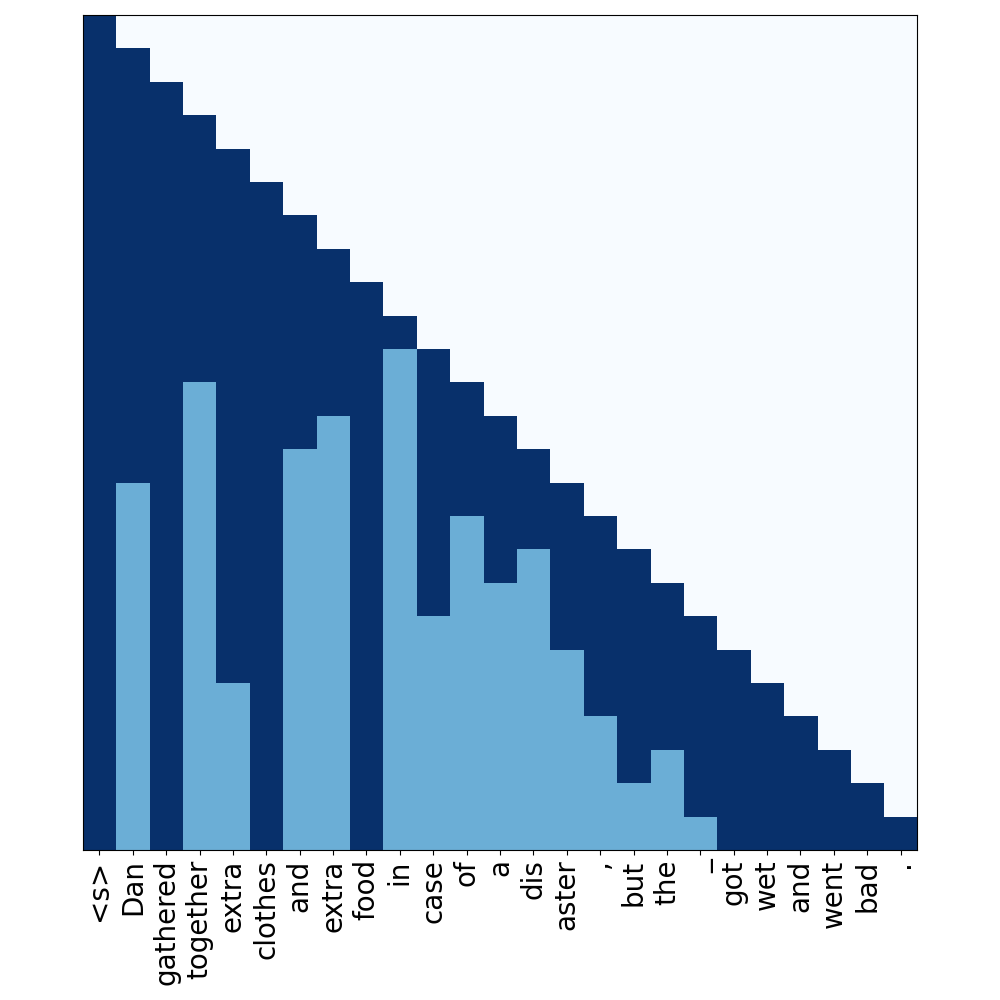 <s>
Dan
gathered
together
extra
clothes
and
extra
food
in
case
of
a
dis
aster
,
but
the
_
got
wet
and
went
bad
.